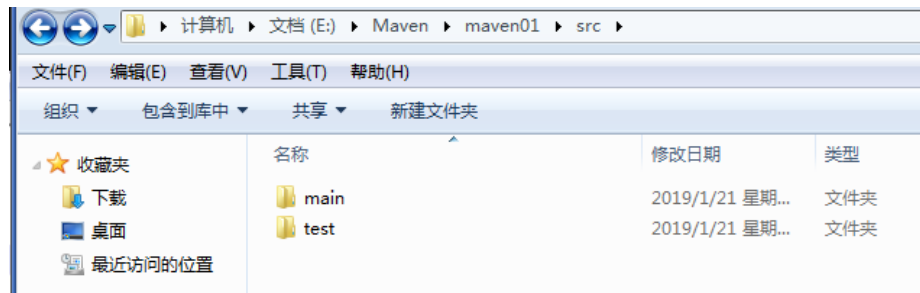 计算机 文档 (E:) Maven maven01 src
文件(F) 编辑(E) 查看(V) 工具(T) 帮助(H)
组织 包含到库中 共享 新建文件夹
收藏夹
下载
桌面
最近访问的位置
名称 修改日期 类型
main 2019/1/21 星期... 文件夹
test 2019/1/21 星期... 文件夹